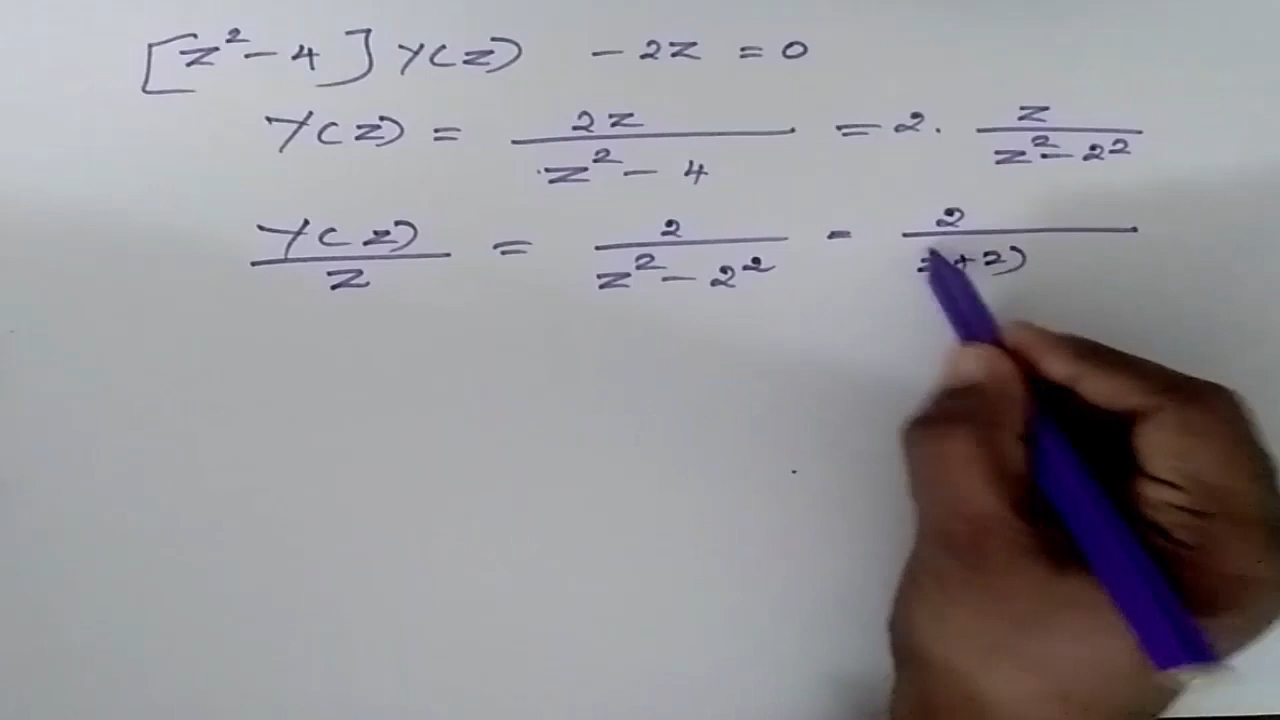 [z² - 4] Y(z) - 2z = 0
Y(z) = 2z / z² - 4 = 2 · z / z² - 2²
Y(z) / z = 2 / z² - 2² = 2 / z + 2)